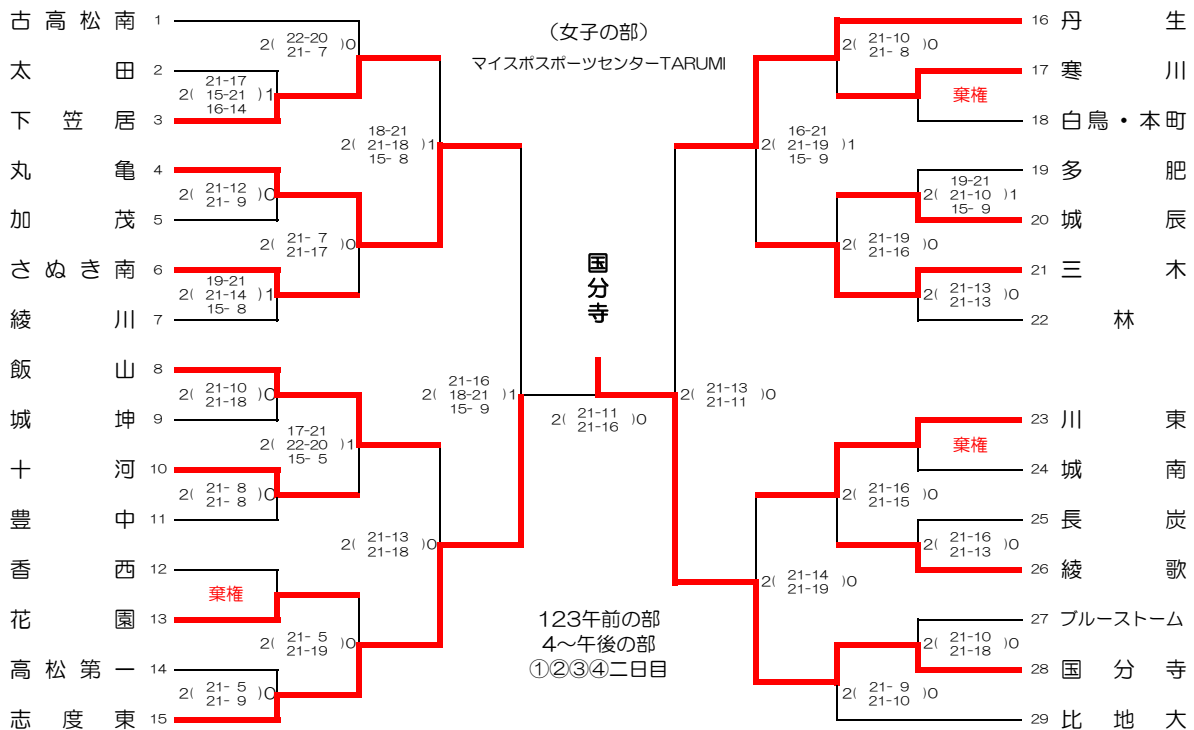 (女子の部)
マイスポスポーツセンターTARUMI
古高松南 1
太田 2
下笠居 3
丸亀 4
加茂 5
さぬき南 6
綾川 7
飯山 8
城坤 9
十河 10
豊中 11
香西 12
花園 13
高松第一 14
志度東 15
2( 22-20 )0
21- 7
21-17
2( 15-21 )1
16-14
18-21
2( 21-18 )1
15- 8
2( 21-12 )0
21- 9
2( 21- 7 )0
21-17
19-21
2( 21-14 )1
15- 8
2( 21-10 )0
21-18
17-21
2( 22-20 )1
15- 5
2( 21- 8 )0
21- 8
2( 21-13 )0
21-18
棄権
2( 21- 5 )0
21-19
2( 21- 5 )0
21- 9
21-16
2( 18-21 )1
15- 9
国分寺
2( 21-11 )0
21-16
2( 21-13 )0
21-11
2( 21-10 )0
21- 8
棄権
16-21
2( 21-19 )1
15- 9
19-21
2( 21-10 )1
15- 9
2( 21-19 )0
21-16
2( 21-13 )0
21-13
棄権
2( 21-16 )0
21-15
2( 21-16 )0
21-13
2( 21-14 )0
21-19
2( 21-10 )0
21-18
2( 21- 9 )0
21-10
16 丹生
17 寒川
18 白鳥・本町
19 多肥
20 城辰
21 三木
22 林
23 川東
24 城南
25 長炭
26 綾歌
27 ブルーストーム
28 国分寺
29 比地大
123午前の部
4～午後の部
①②③④二日目